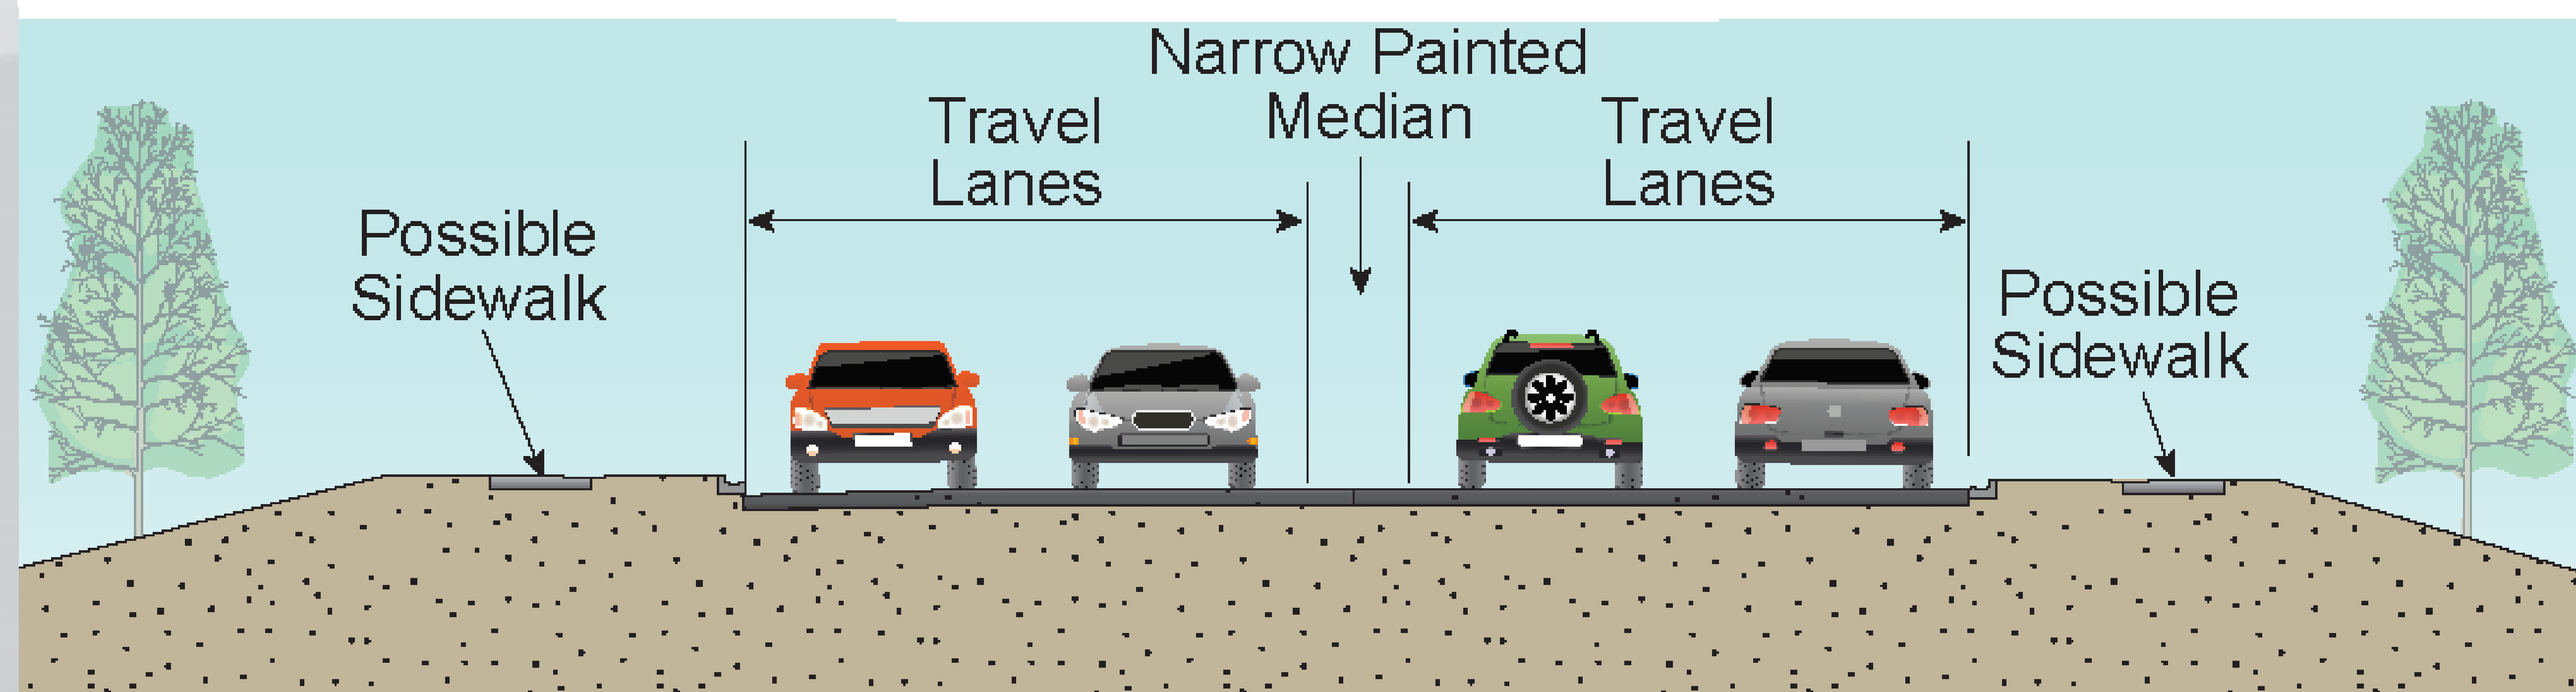 Narrow Painted
Median
Travel
Lanes
Travel
Lanes
Possible
Sidewalk
Possible
Sidewalk